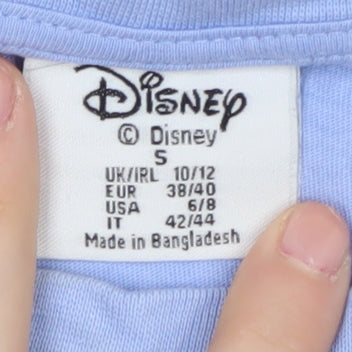 Disney
© Disney
S
UK/IRL 10/12
EUR 38/40
USA 6/8
IT 42/44
Made in Bangladesh